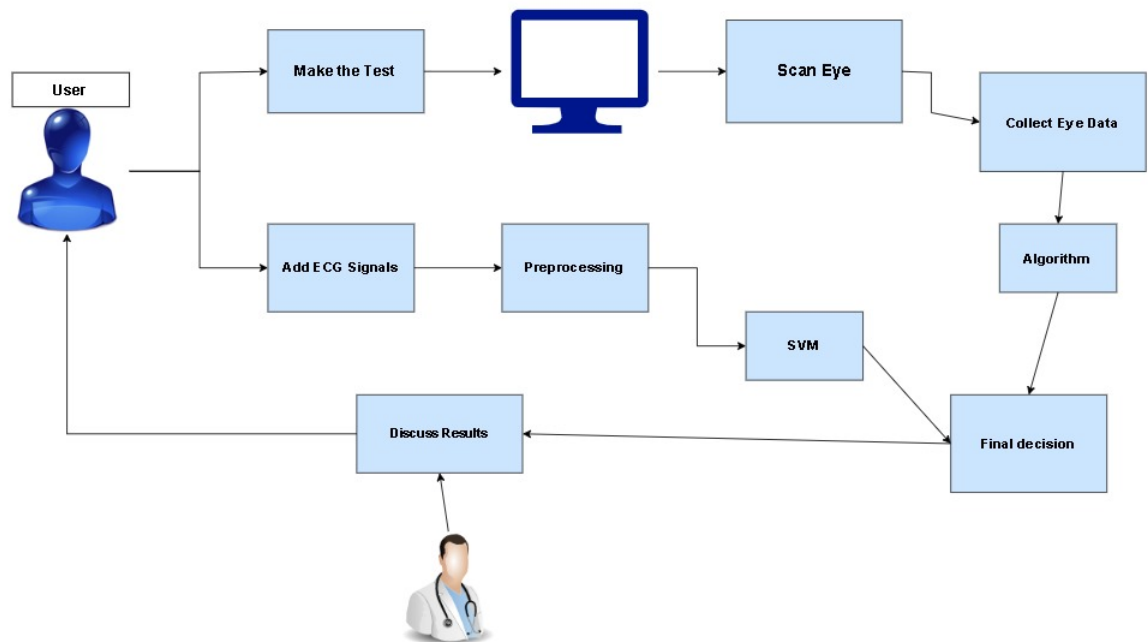 User
Make the Test
Scan Eye
Collect Eye Data
Add ECG Signals
Preprocessing
Algorithm
SVM
Discuss Results
Final decision